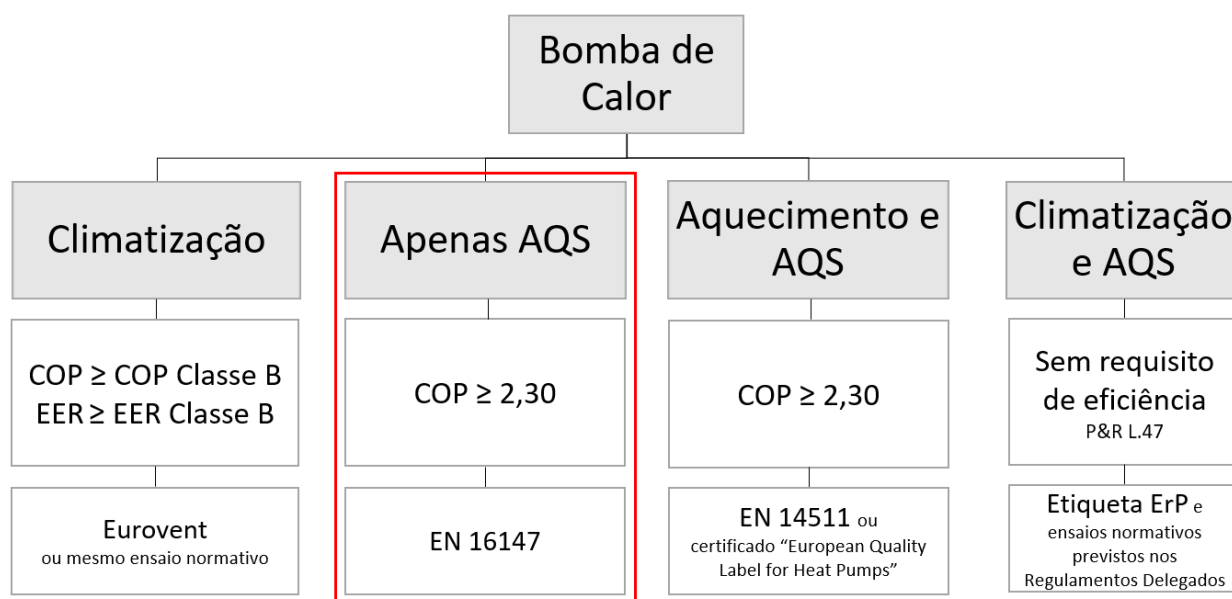 Bomba de
Calor
Climatização
Apenas AQS
Aquecimento e
AQS
Climatização
e AQS
COP ≥ COP Classe B
EER ≥ EER Classe B
COP ≥ 2,30
COP ≥ 2,30
Sem requisito
de eficiência
P&R L.47
Eurovent
ou mesmo ensaio normativo
EN 16147
EN 14511 ou
certificado “European Quality
Label for Heat Pumps”
Etiqueta ErP e
ensaios normativos
previstos nos
Regulamentos Delegados